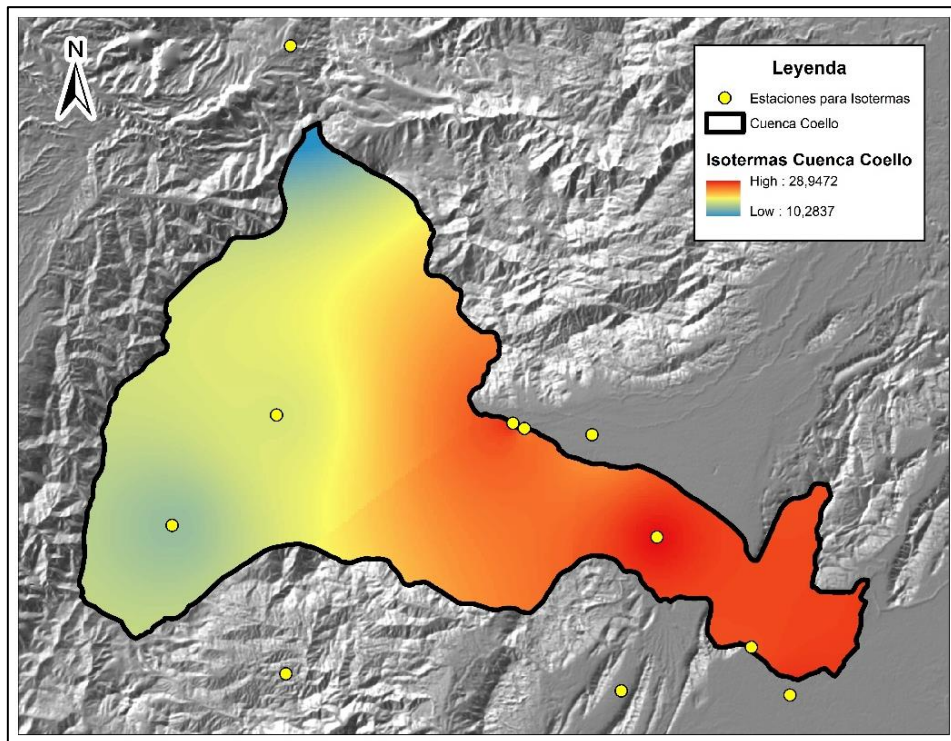 N
Leyenda
Estaciones para Isotermas
Cuenca Coello
Isotermas Cuenca Coello
High : 28,9472
Low : 10,2837